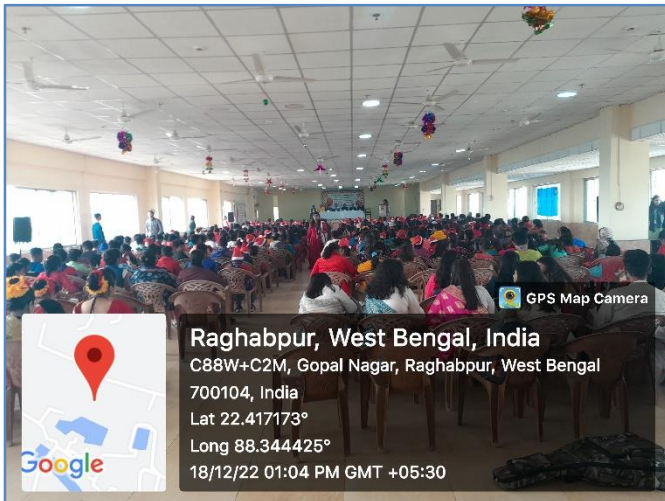 GPS Map Camera
Raghabpur, West Bengal, India
C88W+C2M, Gopal Nagar, Raghabpur, West Bengal
700104, India
Lat 22.417173°
Long 88.344425°
18/12/22 01:04 PM GMT +05:30
Google